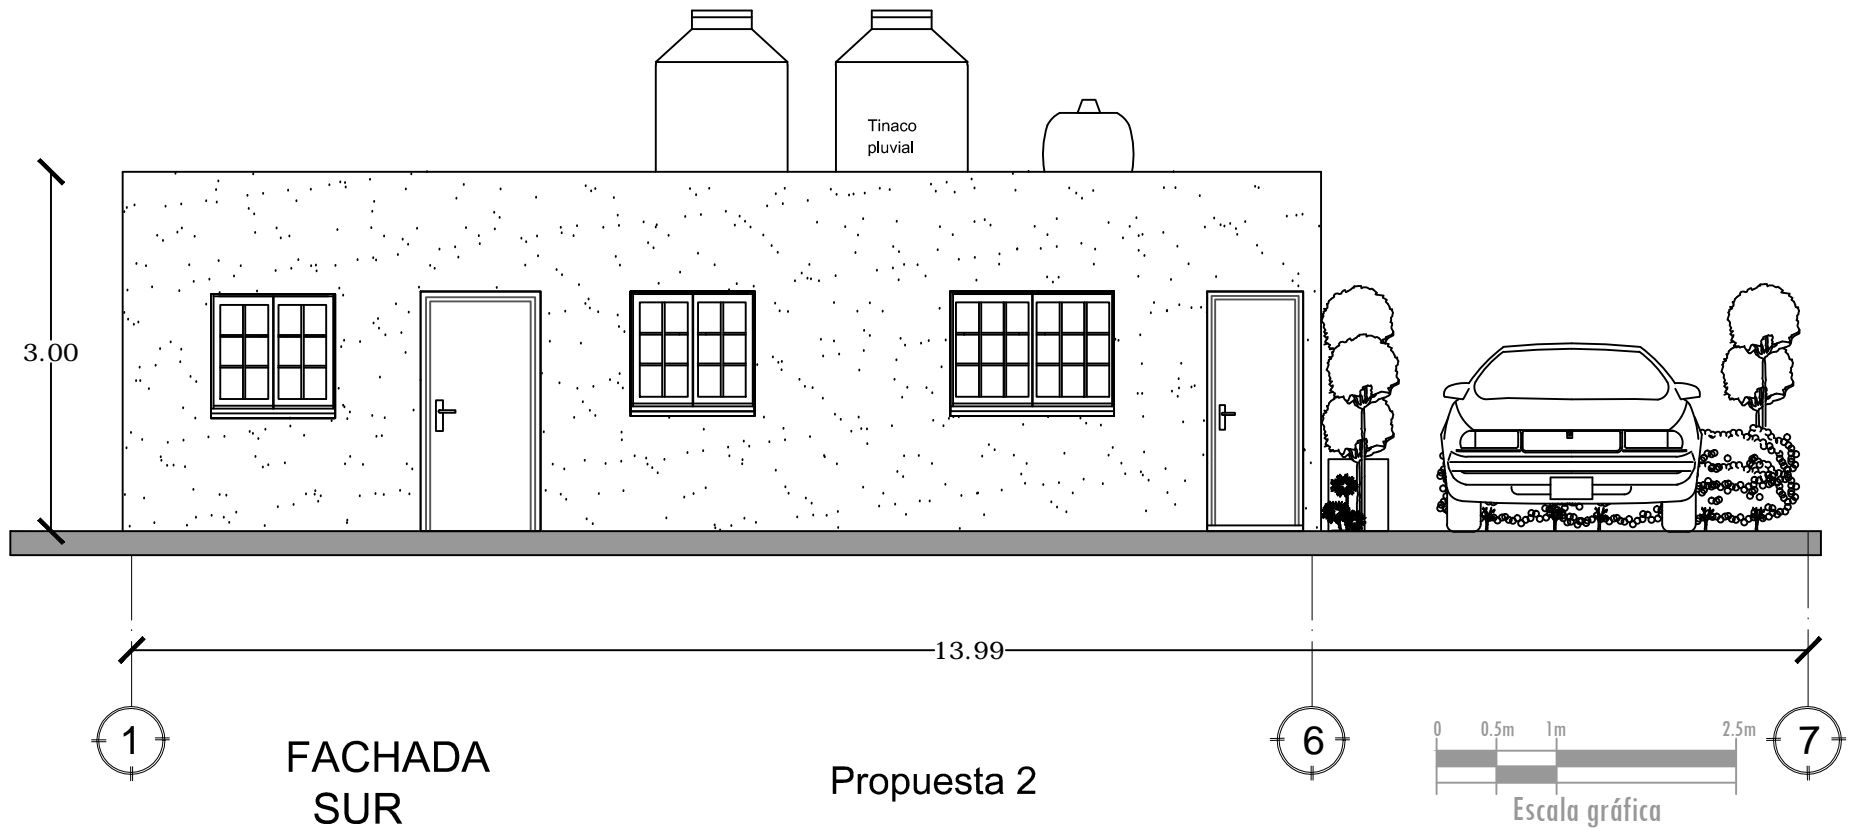 Tinaco
pluvial
3.00
13.99
1
6
7
FACHADA
SUR
Propuesta 2
0 0.5m 1m 2.5m
Escala gráfica